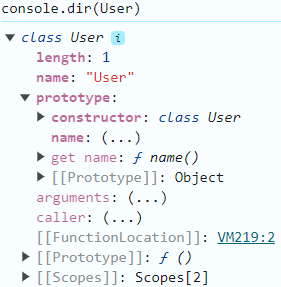 console.dir(User)
▼ class User i
length: 1
name: "User"
▼ prototype:
▶ constructor: class User
name: (...)
▶ get name: ƒ name()
▶ [[Prototype]]: Object
arguments: (...)
caller: (...)
[[FunctionLocation]]: VM219:2
▶ [[Prototype]]: ƒ ()
▶ [[Scopes]]: Scopes[2]